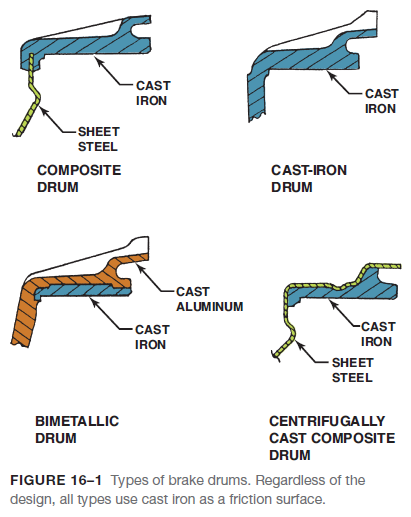 CAST
IRON
SHEET
STEEL
COMPOSITE
DRUM
CAST
IRON
CAST-IRON
DRUM
CAST
ALUMINUM
CAST
IRON
BIMETALLIC
DRUM
CAST
IRON
SHEET
STEEL
CENTRIFUGALLY
CAST COMPOSITE
DRUM
FIGURE 16–1 Types of brake drums. Regardless of the
design, all types use cast iron as a friction surface.